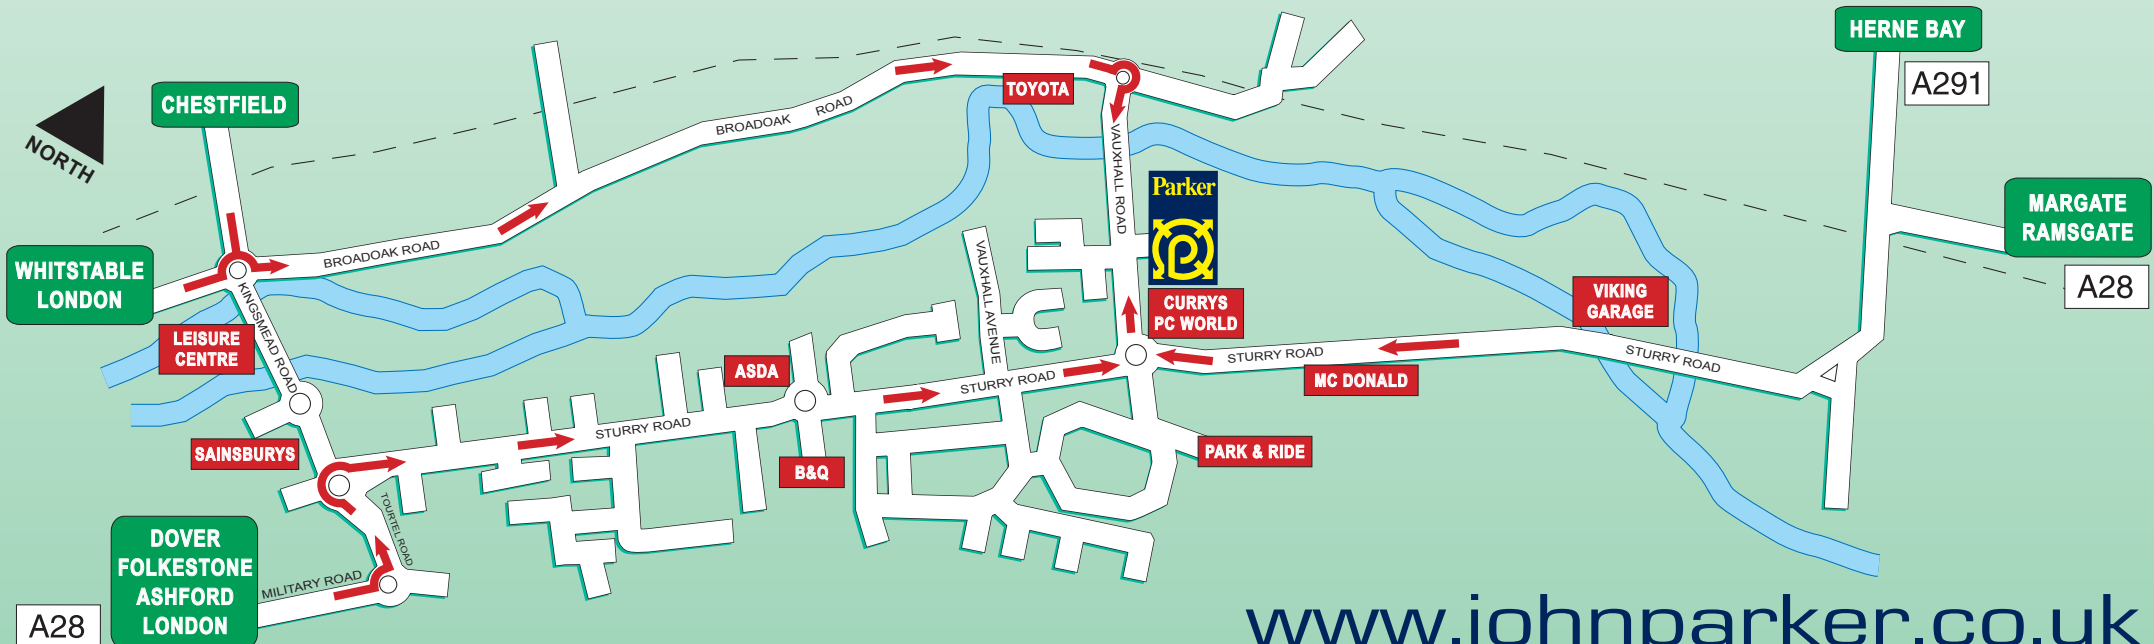 HERNE BAY
A291
CHESTFIELD
NORTH
TOYOTA
BROADOAK ROAD
VAUXHALL ROAD
Parker
MARGATE
RAMSGATE
A28
WHITSTABLE
LONDON
BROADOAK ROAD
KINGSMEAD ROAD
LEISURE
CENTRE
VAUXHALL AVENUE
CURRYS
PC WORLD
VIKING
GARAGE
STURRY ROAD
STURRY ROAD
MC DONALD
ASDA
STURRY ROAD
STURRY ROAD
SAINSBURYS
B&Q
PARK & RIDE
TOURTEL ROAD
DOVER
FOLKESTONE
ASHFORD
LONDON
MILITARY ROAD
A28
www.johnparker.co.uk